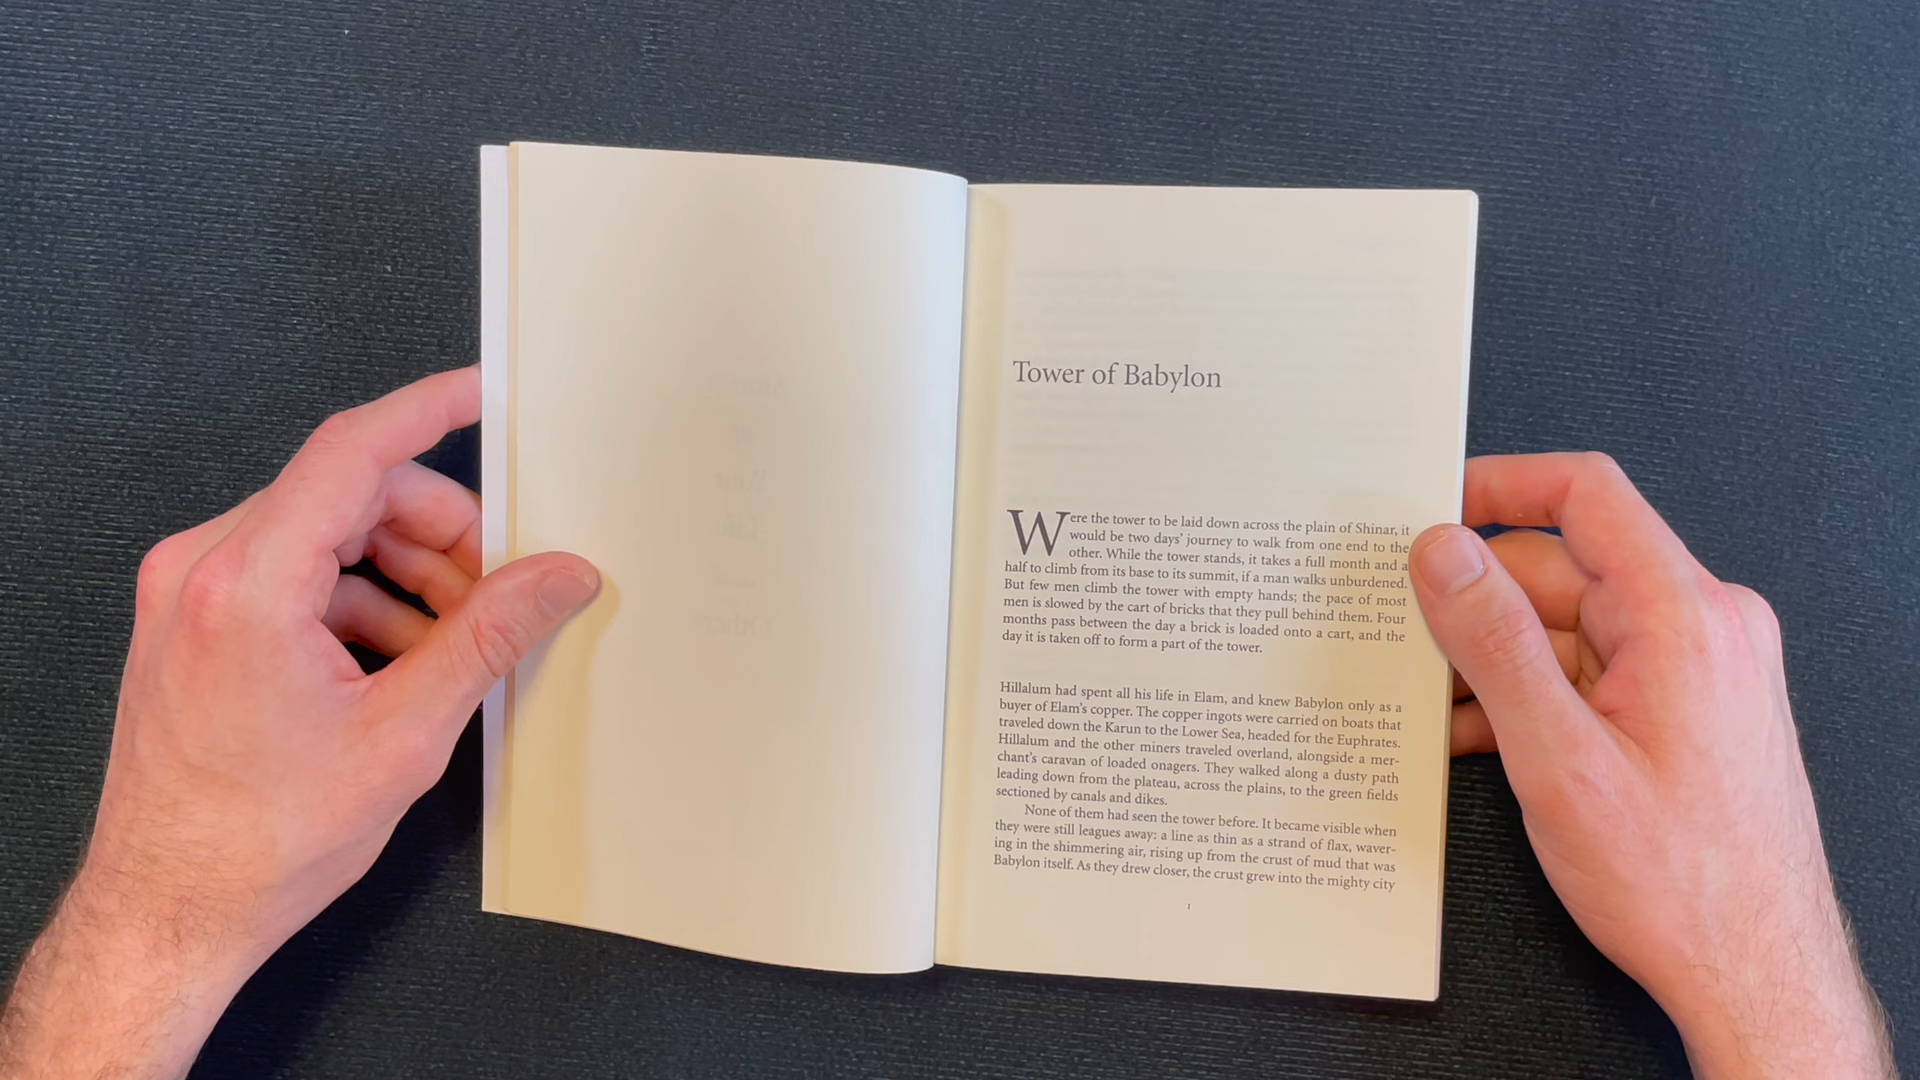 Tower of Babylon
Were the tower to be laid down across the plain of Shinar, it
would be two days’ journey to walk from one end to the
other. While the tower stands, it takes a full month and a
half to climb from its base to its summit, if a man walks unburdened.
But few men climb the tower with empty hands; the pace of most
men is slowed by the cart of bricks that they pull behind them. Four
months pass between the day a brick is loaded onto a cart, and the
day it is taken off to form a part of the tower.
Hillalum had spent all his life in Elam, and knew Babylon only as a
buyer of Elam’s copper. The copper ingots were carried on boats that
traveled down the Karun to the Lower Sea, headed for the Euphrates.
Hillalum and the other miners traveled overland, alongside a mer-
chant’s caravan of loaded onagers. They walked along a dusty path
leading down from the plateau, across the plains, to the green fields
sectioned by canals and dikes.
None of them had seen the tower before. It became visible when
they were still leagues away: a line as thin as a strand of flax, waver-
ing in the shimmering air, rising up from the crust of mud that was
Babylon itself. As they drew closer, the crust grew into the mighty city
1